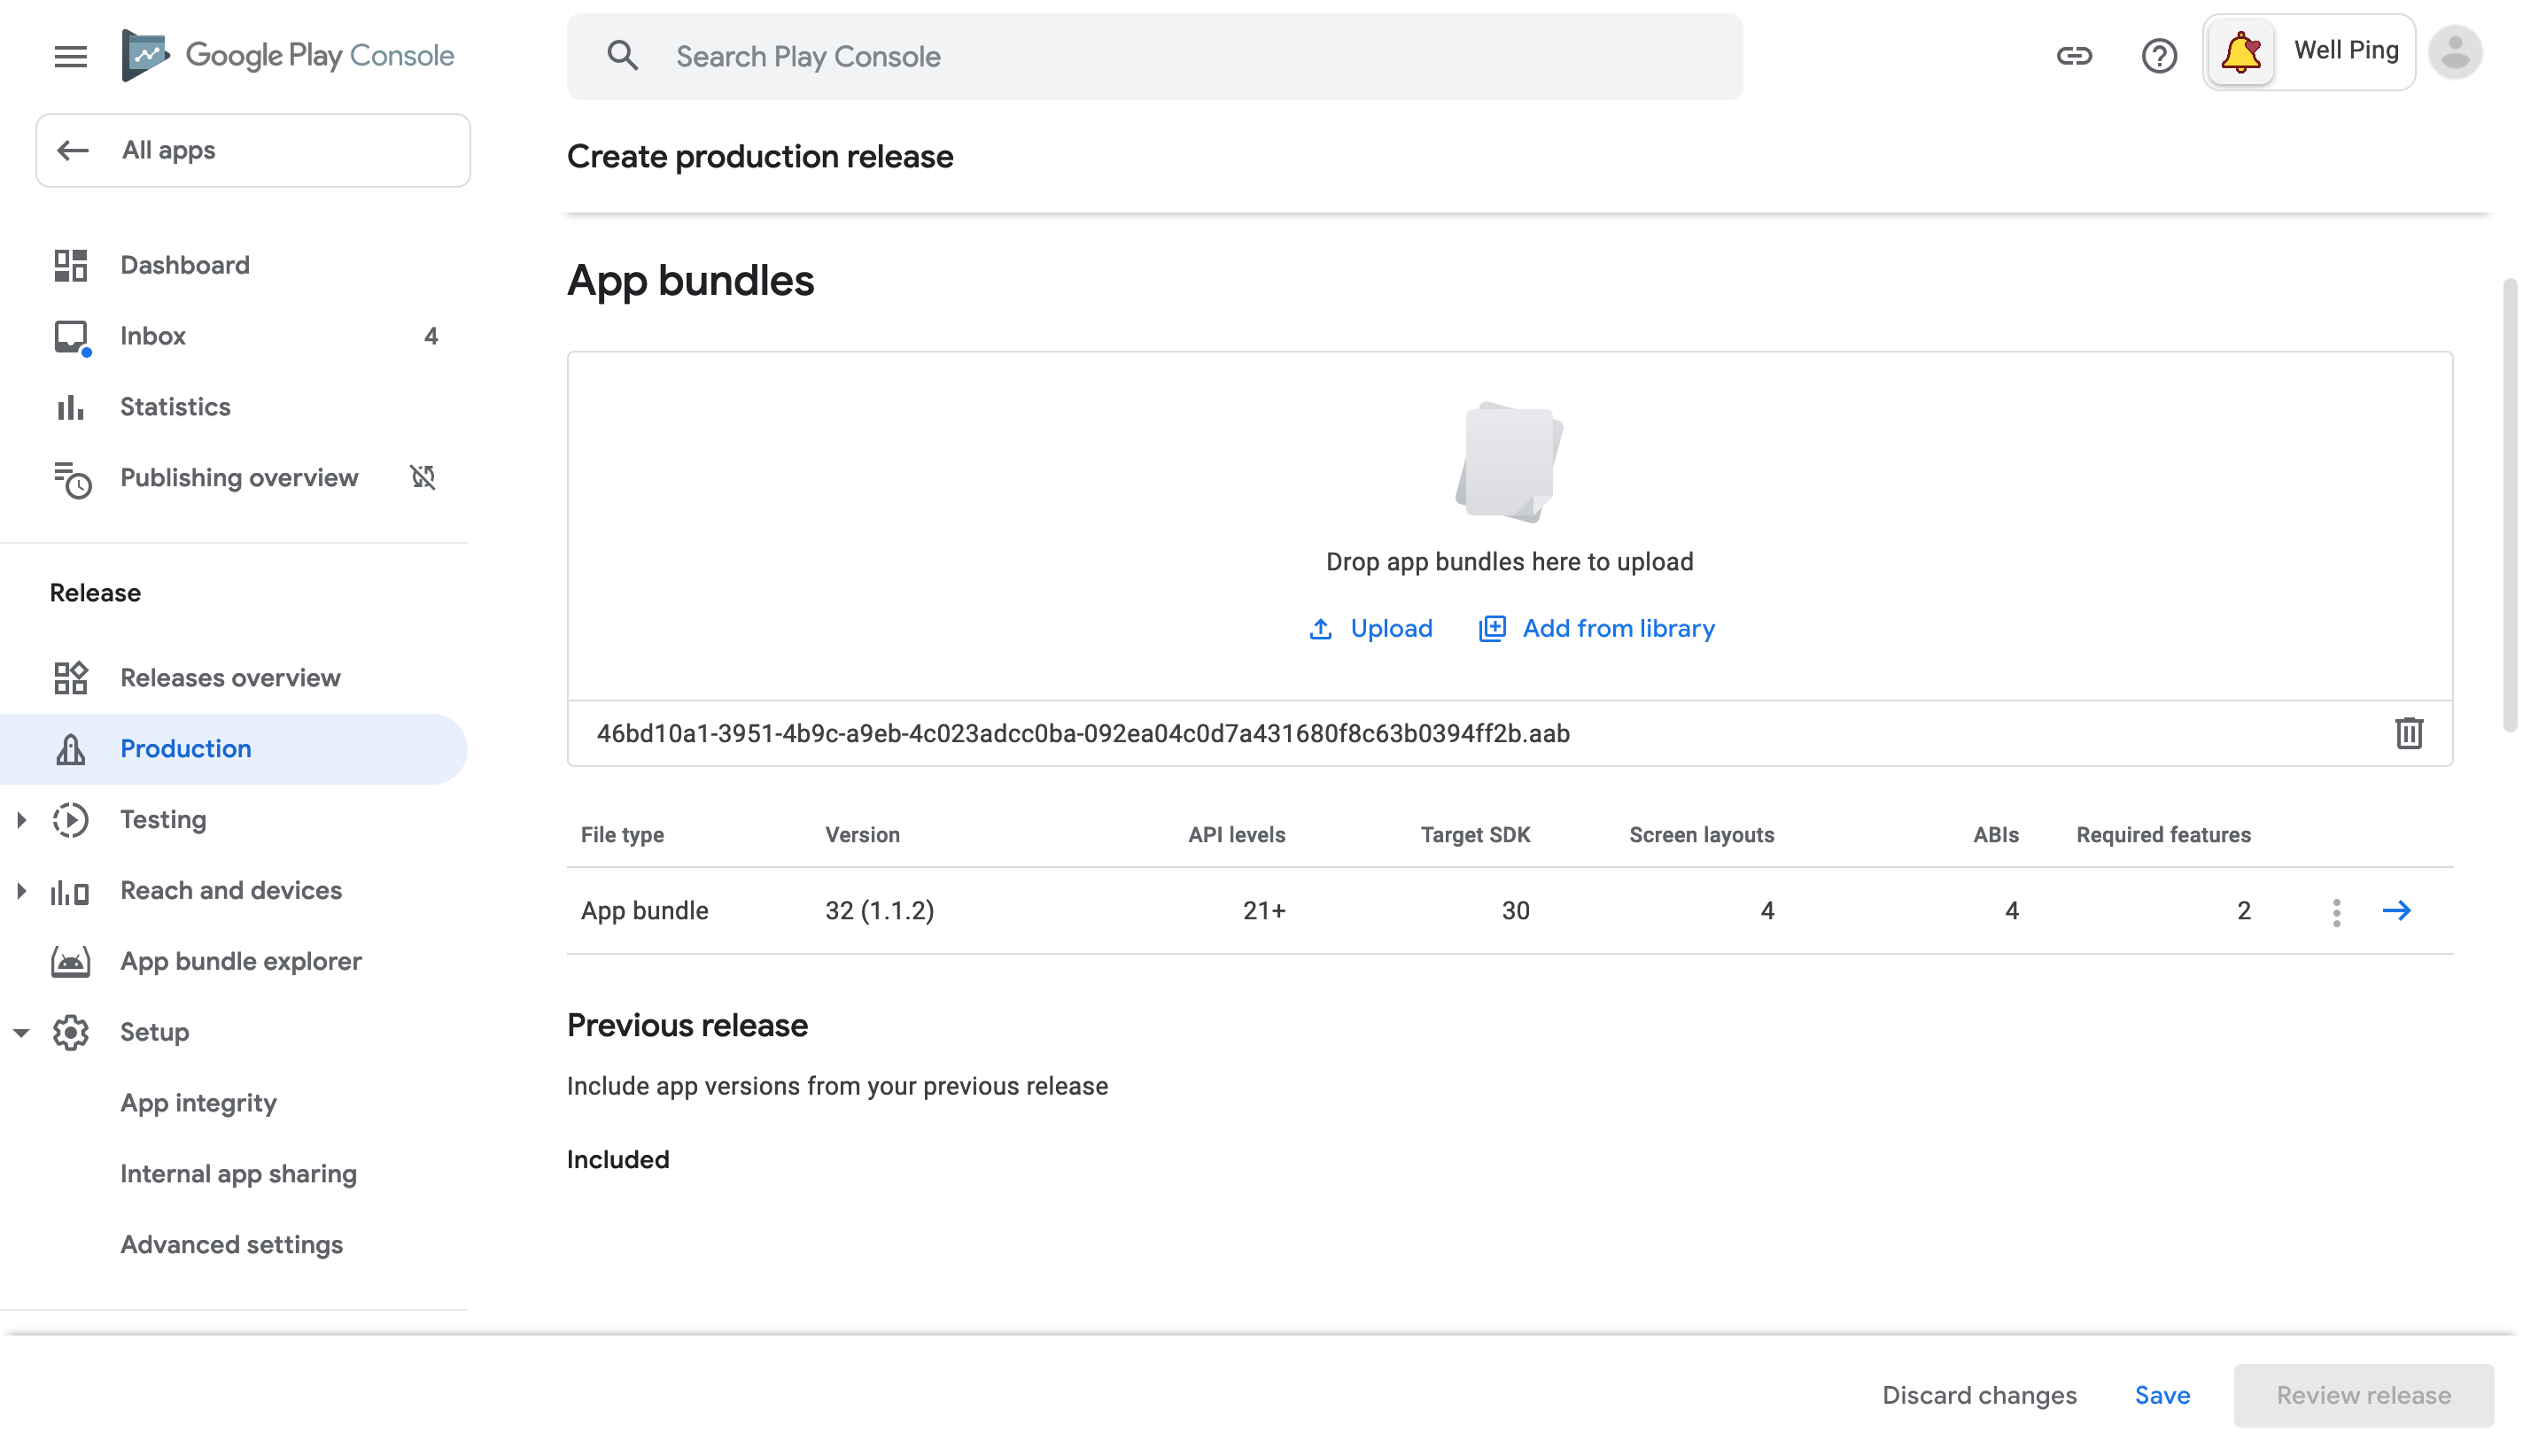 Google Play Console
Search Play Console
Well Ping
All apps
Dashboard
Inbox 4
Statistics
Publishing overview
Release
Releases overview
Production
Testing
Reach and devices
App bundle explorer
Setup
App integrity
Internal app sharing
Advanced settings
Create production release
App bundles
Drop app bundles here to upload
Upload Add from library
46bd10a1-3951-4b9c-a9eb-4c023adcc0ba-092ea04c0d7a431680f8c63b0394ff2b.aab
File type Version API levels Target SDK Screen layouts ABIs Required features
App bundle 32 (1.1.2) 21+ 30 4 4 2
Previous release
Include app versions from your previous release
Included
Discard changes Save Review release